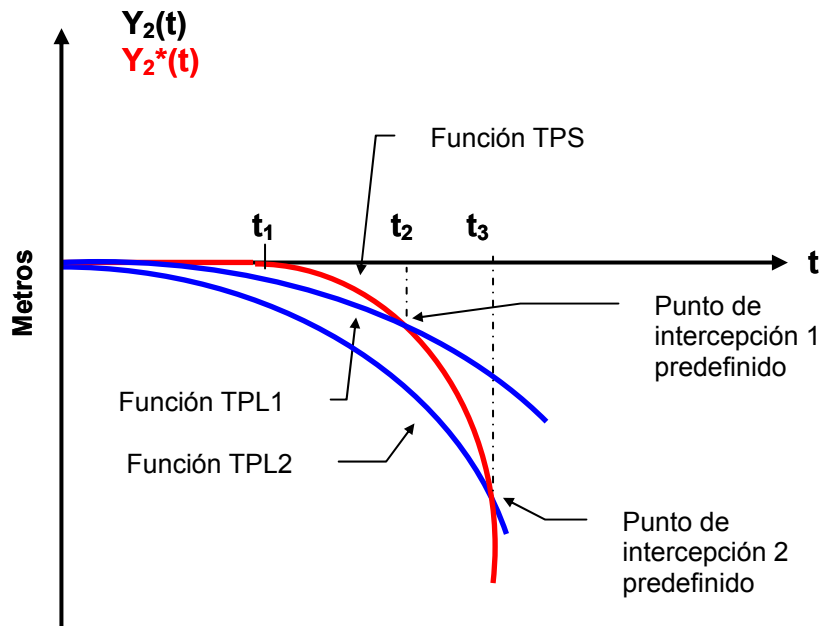 Y2(t)
Y2*(t)
Función TPS
t1
t2
t3
t
Metros
Punto de
intercepción 1
predefinido
Función TPL1
Función TPL2
Punto de
intercepción 2
predefinido